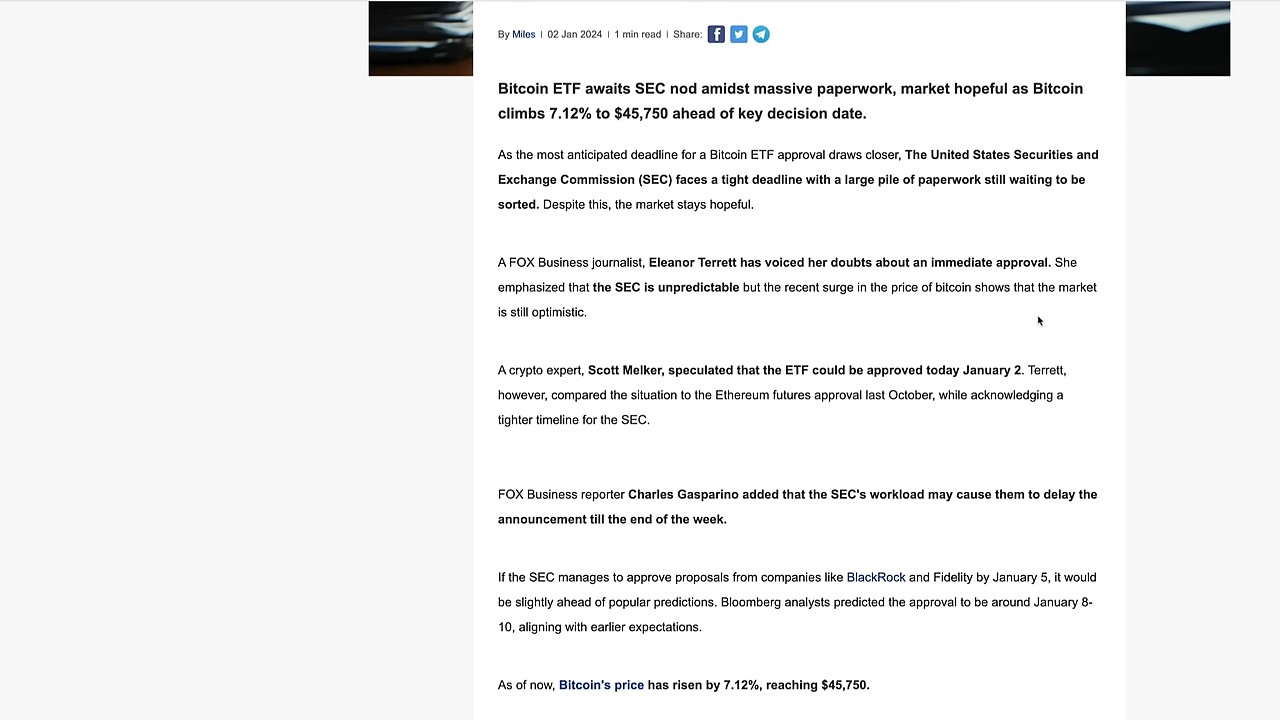 By Miles | 02 Jan 2024 | 1 min read | Share:
Bitcoin ETF awaits SEC nod amidst massive paperwork, market hopeful as Bitcoin
climbs 7.12% to $45,750 ahead of key decision date.
As the most anticipated deadline for a Bitcoin ETF approval draws closer, The United States Securities and
Exchange Commission (SEC) faces a tight deadline with a large pile of paperwork still waiting to be
sorted. Despite this, the market stays hopeful.
A FOX Business journalist, Eleanor Terrett has voiced her doubts about an immediate approval. She
emphasized that the SEC is unpredictable but the recent surge in the price of bitcoin shows that the market
is still optimistic.
A crypto expert, Scott Melker, speculated that the ETF could be approved today January 2. Terrett,
however, compared the situation to the Ethereum futures approval last October, while acknowledging a
tighter timeline for the SEC.
FOX Business reporter Charles Gasparino added that the SEC's workload may cause them to delay the
announcement till the end of the week.
If the SEC manages to approve proposals from companies like BlackRock and Fidelity by January 5, it would
be slightly ahead of popular predictions. Bloomberg analysts predicted the approval to be around January 8-
10, aligning with earlier expectations.
As of now, Bitcoin's price has risen by 7.12%, reaching $45,750.